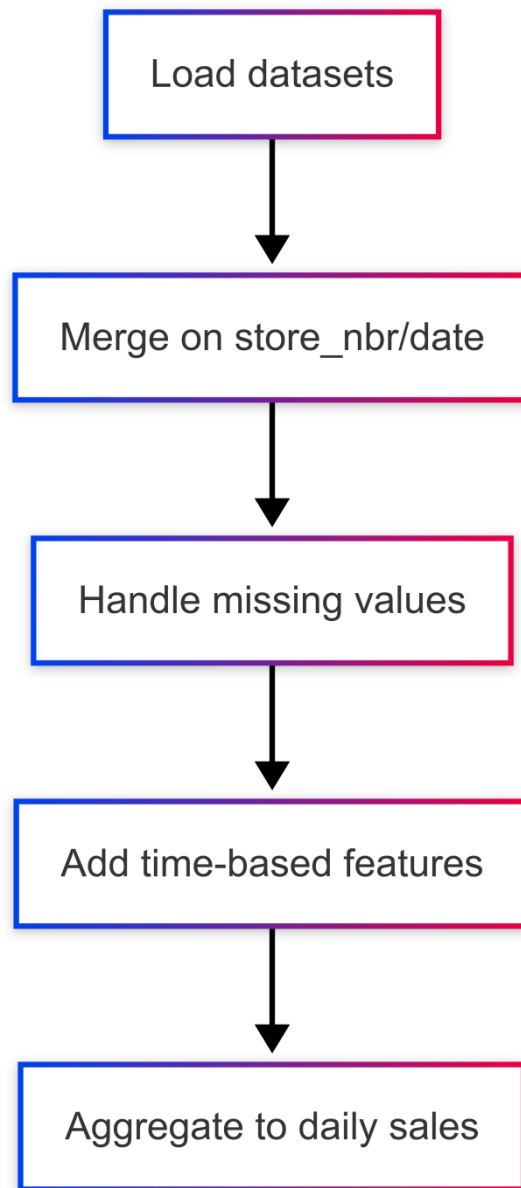 Load datasets
Merge on store_nbr/date
Handle missing values
Add time-based features
Aggregate to daily sales